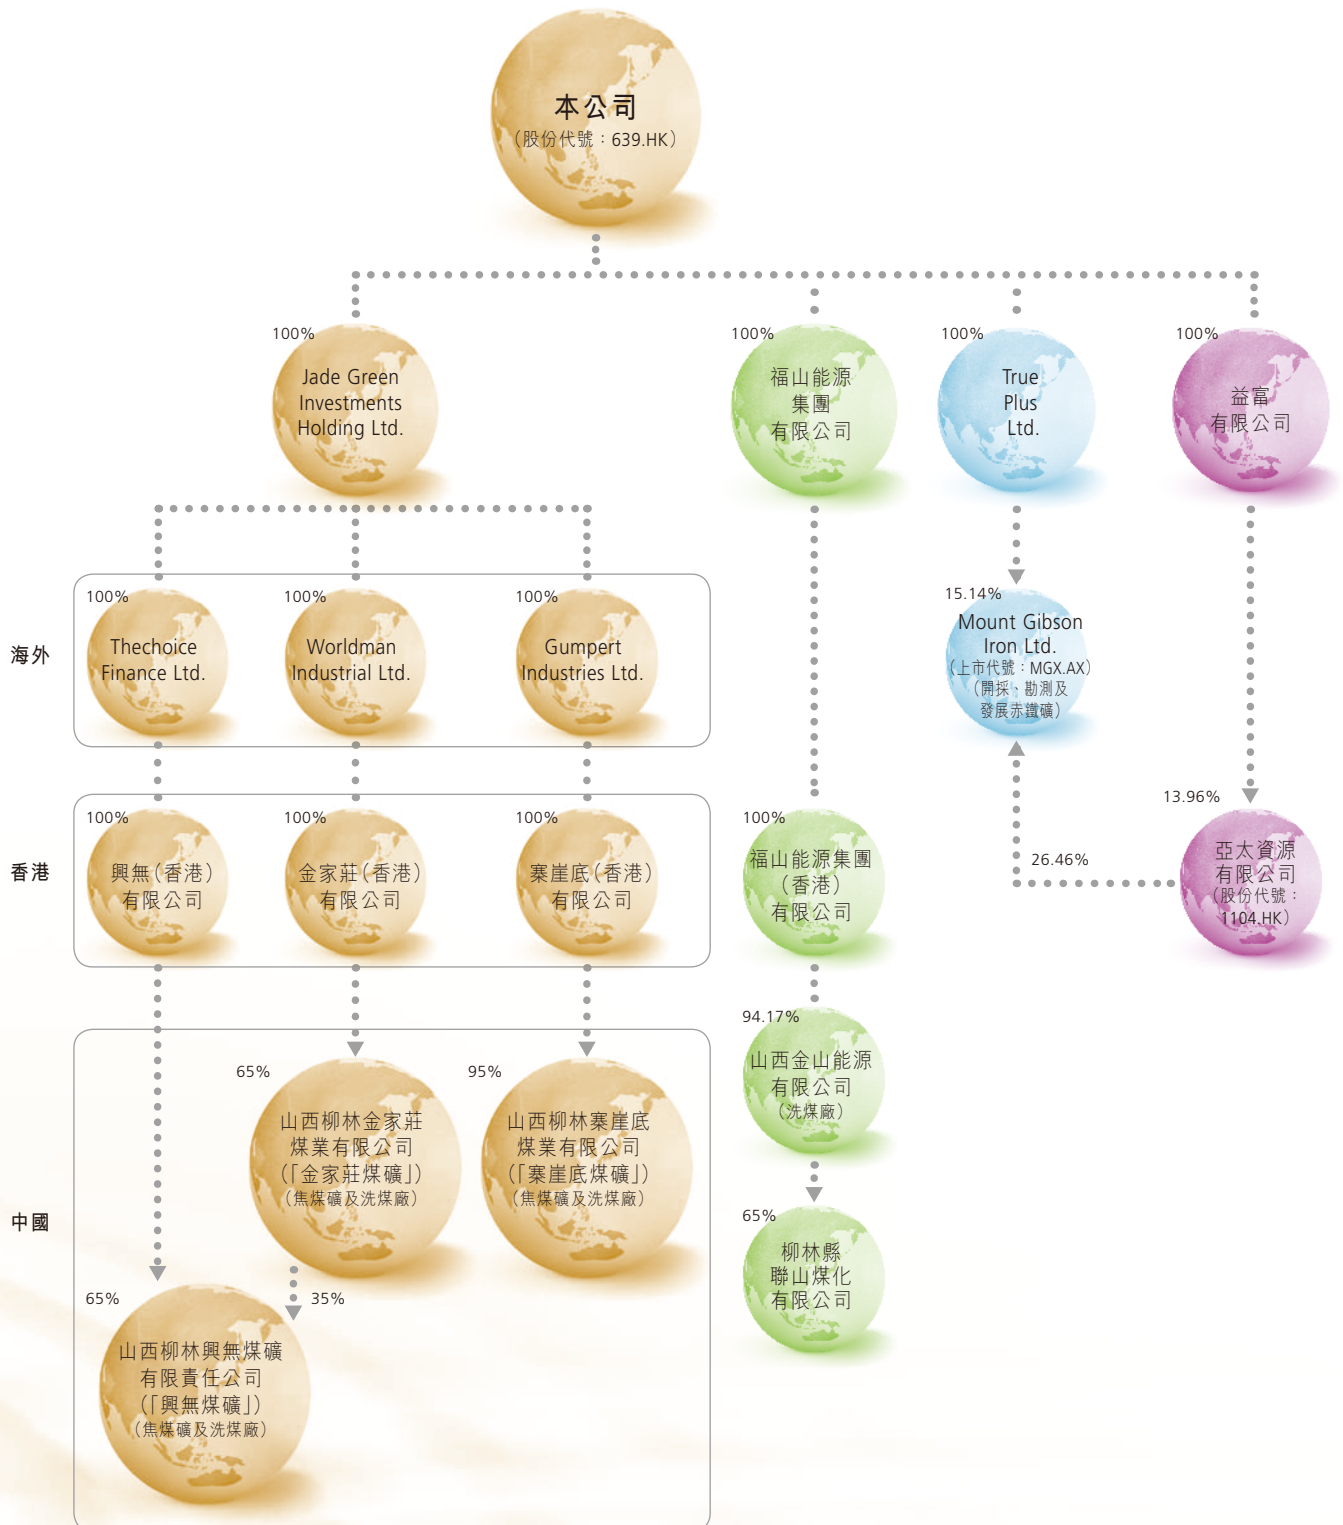 本公司
（股份代號：639.HK）
100%
Jade Green
Investments
Holding Ltd.
100%
福山能源
集團
有限公司
100%
True
Plus
Ltd.
100%
益富
有限公司
海外
100%
Thechoice
Finance Ltd.
100%
Worldman
Industrial Ltd.
100%
Gumpert
Industries Ltd.
15.14%
Mount Gibson
Iron Ltd.
（上市代號：MGX.AX）
（開採、勘測及
發展赤鐵礦）
香港
100%
興無（香港）
有限公司
100%
金家莊（香港）
有限公司
100%
寨崖底（香港）
有限公司
100%
福山能源集團
（香港）
有限公司
26.46%
13.96%
亞太資源
有限公司
（股份代號：
1104.HK）
中國
65%
山西柳林金家莊
煤業有限公司
（「金家莊煤礦」）
（焦煤礦及洗煤廠）
95%
山西柳林寨崖底
煤業有限公司
（「寨崖底煤礦」）
（焦煤礦及洗煤廠）
94.17%
山西金山能源
有限公司
（洗煤廠）
65%
柳林縣
聯山煤化
有限公司
65%
35%
山西柳林興無煤礦
有限責任公司
（「興無煤礦」）
（焦煤礦及洗煤廠）